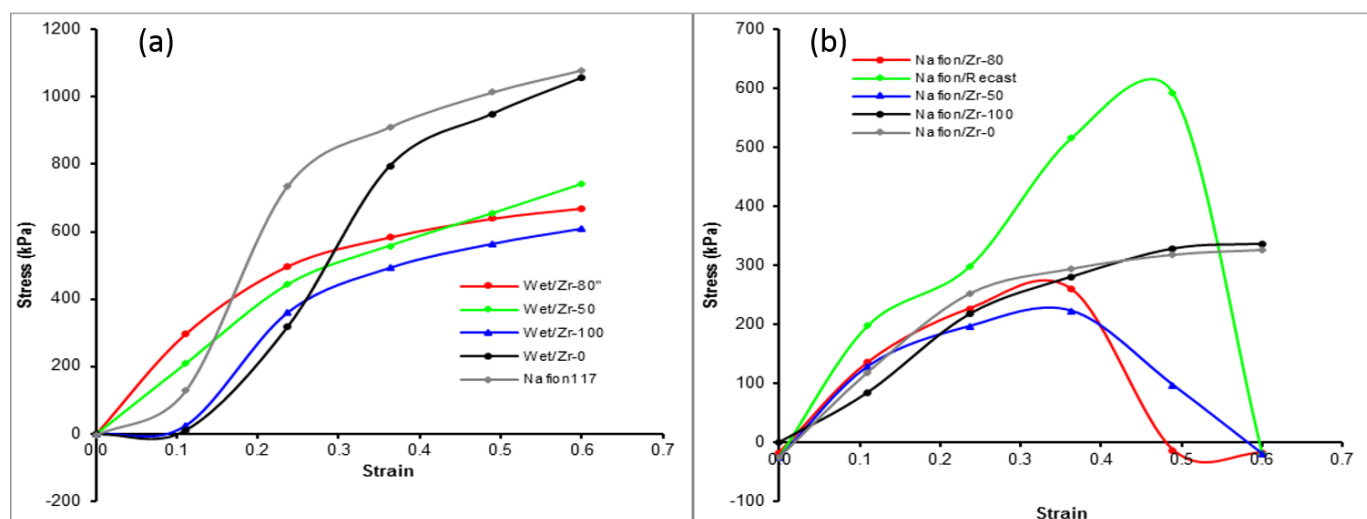 (a)
1200
1000
800
600
400
200
0
-200
Stress (kPa)
0.0
0.1
0.2
0.3
0.4
0.5
0.6
0.7
Strain
Wet/Zr-80"
Wet/Zr-50
Wet/Zr-100
Wet/Zr-0
Nafion117
(b)
700
600
500
400
300
200
100
0
-100
Stress (kPa)
0.0
0.1
0.2
0.3
0.4
0.5
0.6
0.7
Strain
Nafion/Zr-80
Nafion/Recast
Nafion/Zr-50
Nafion/Zr-100
Nafion/Zr-0